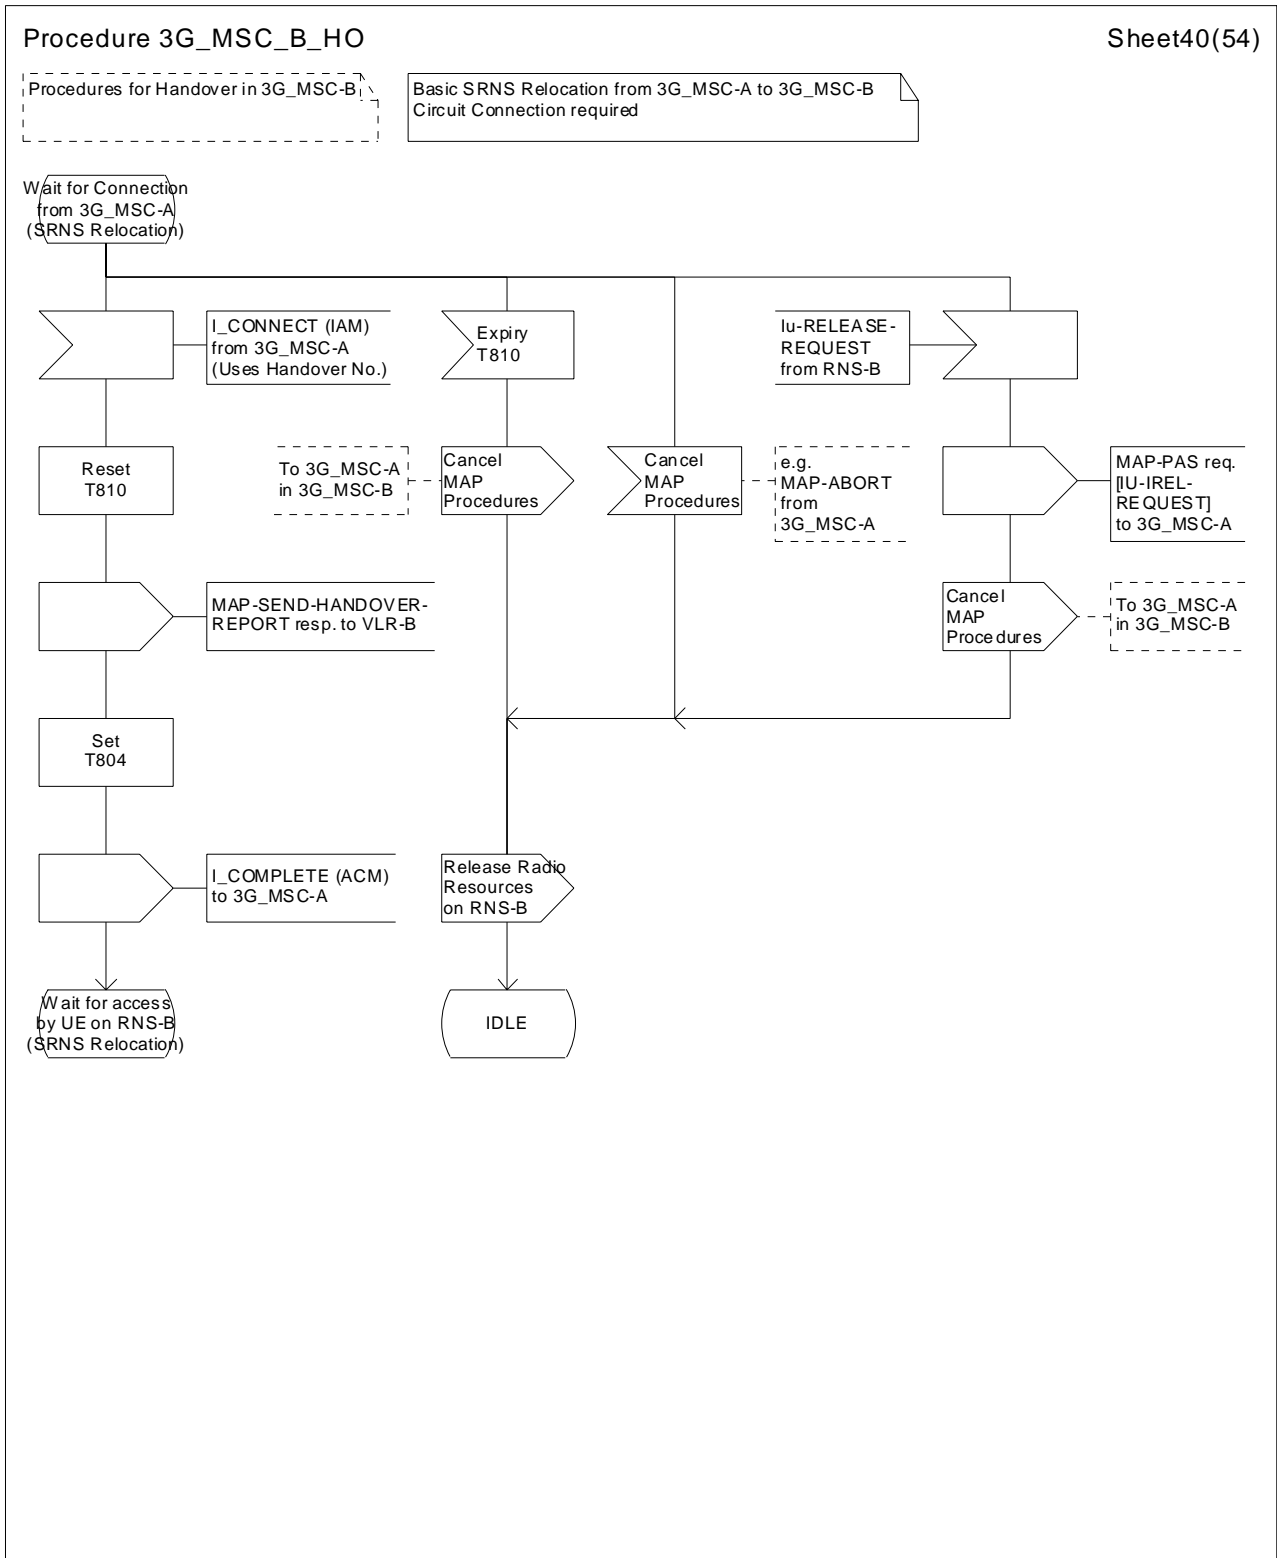 Procedure 3G_MSC_B_HO
Sheet40(54)
Procedures for Handover in 3G_MSC-B
Basic SRNS Relocation from 3G_MSC-A to 3G_MSC-B
Circuit Connection required
Wait for Connection
from 3G_MSC-A
(SRNS Relocation)
I_CONNECT (IAM)
from 3G_MSC-A
(Uses Handover No.)
Expiry
T810
Iu-RELEASE-
REQUEST
from RNS-B
Reset
T810
To 3G_MSC-A
in 3G_MSC-B
Cancel
MAP
Procedures
Cancel
MAP
Procedures
e.g.
MAP-ABORT
from
3G_MSC-A
MAP-PAS req.
[IU-IREL-
REQUEST]
to 3G_MSC-A
MAP-SEND-HANDOVER-
REPORT resp. to VLR-B
Cancel
MAP
Procedures
To 3G_MSC-A
in 3G_MSC-B
Set
T804
I_COMPLETE (ACM)
to 3G_MSC-A
Release Radio
Resources
on RNS-B
Wait for access
by UE on RNS-B
(SRNS Relocation)
IDLE